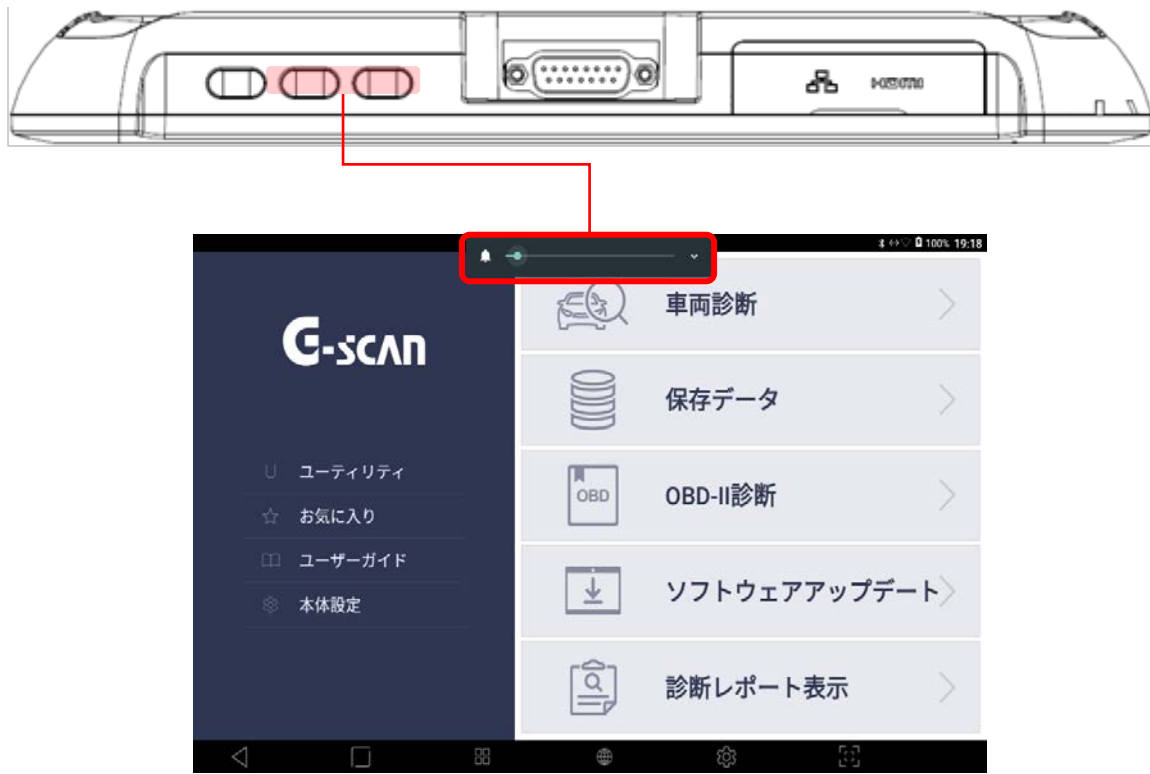 HDMI
100% 19:18
G-scan
ユーティリティ
お気に入り
ユーザーガイド
本体設定
車両診断
保存データ
OBD
OBD-II診断
ソフトウェアアップデート
診断レポート表示